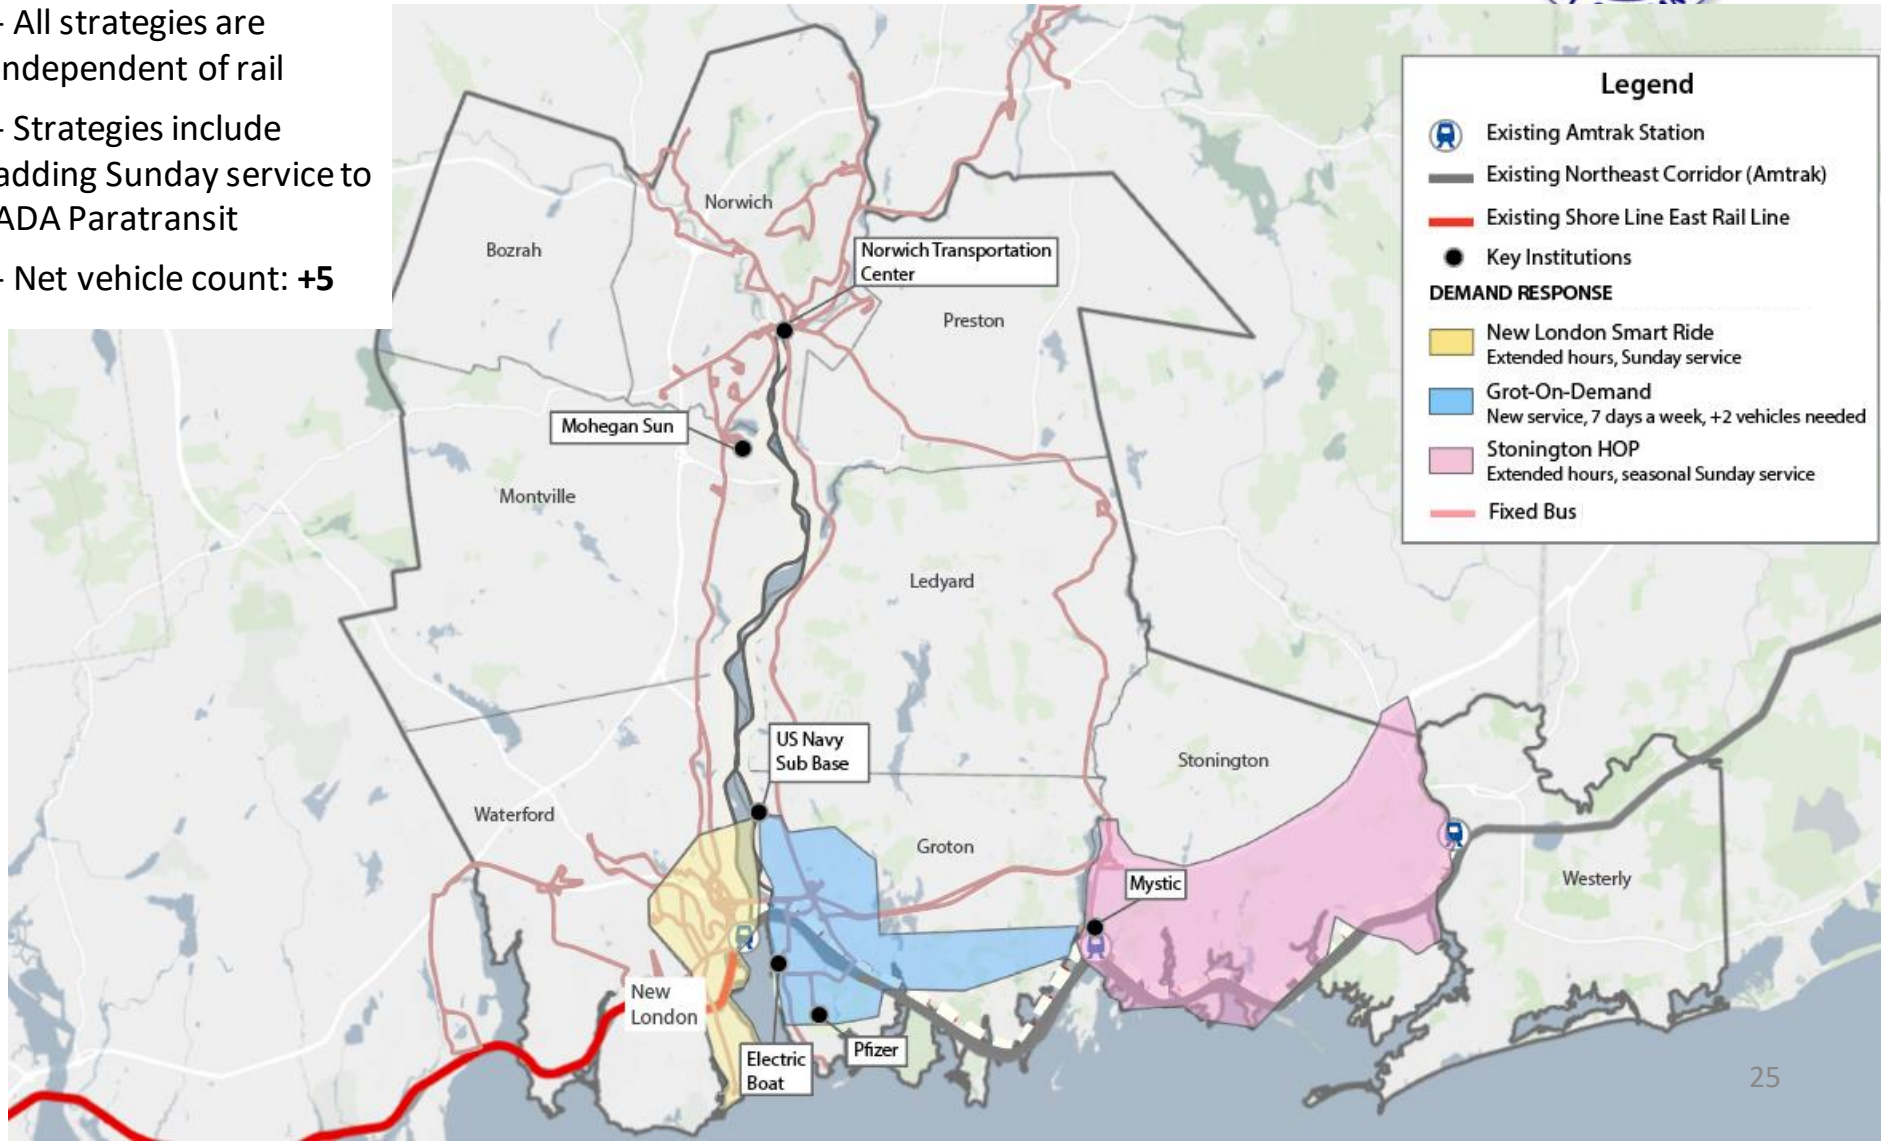 - All strategies are
independent of rail
- Strategies include
adding Sunday service to
ADA Paratransit
- Net vehicle count: +5
Legend
Existing Amtrak Station
Existing Northeast Corridor (Amtrak)
Existing Shore Line East Rail Line
Key Institutions
DEMAND RESPONSE
New London Smart Ride
Extended hours, Sunday service
Grot-On-Demand
New service, 7 days a week, +2 vehicles needed
Stonington HOP
Extended hours, seasonal Sunday service
Fixed Bus
Norwich
Bozrah
Norwich Transportation
Center
Preston
Mohegan Sun
Montville
Ledyard
US Navy
Sub Base
Stonington
Waterford
Groton
Mystic
Westerly
New
London
Electric
Boat
Pfizer
25